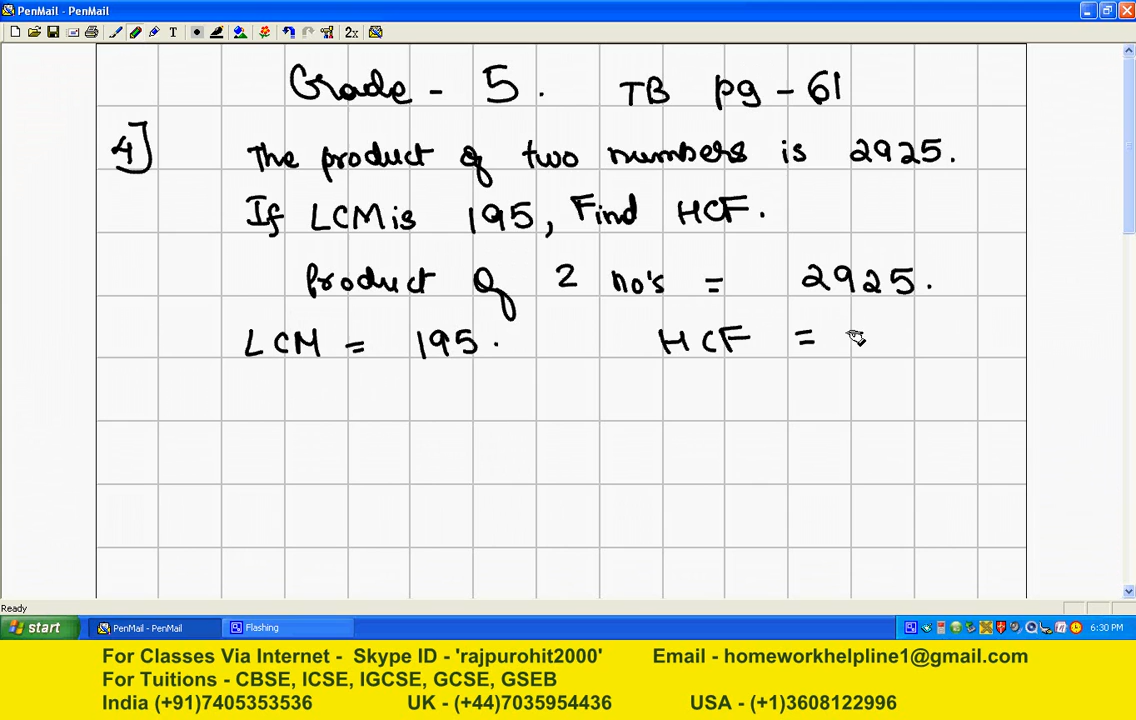 PenMail - PenMail
T 2x
Grade - 5. TB pg - 61
4] The product of two numbers is 2925.
If LCM is 195, Find HCF.
Product of 2 no's = 2925.
LCM = 195. HCF =
Ready
start PenMail - PenMail Flashing 6:30 PM
For Classes Via Internet - Skype ID - 'rajpurohit2000' Email - homeworkhelpline1@gmail.com
For Tuitions - CBSE, ICSE, IGCSE, GCSE, GSEB
India (+91)7405353536 UK - (+44)7035954436 USA - (+1)3608122996